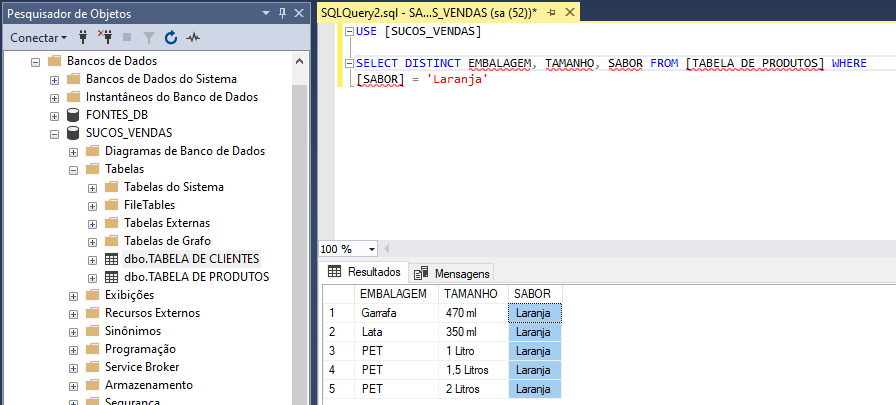 Pesquisador de Objetos
Conectar
Bancos de Dados
Bancos de Dados do Sistema
Instantâneos do Banco de Dados
FONTES_DB
SUCOS_VENDAS
Diagramas de Banco de Dados
Tabelas
Tabelas do Sistema
FileTables
Tabelas Externas
Tabelas de Grafo
dbo.TABELA DE CLIENTES
dbo.TABELA DE PRODUTOS
Exibições
Recursos Externos
Sinônimos
Programação
Service Broker
Armazenamento
Segurança
SQLQuery2.sql - SA...S_VENDAS (sa (52))*
USE [SUCOS_VENDAS]
SELECT DISTINCT EMBALAGEM, TAMANHO, SABOR FROM [TABELA DE PRODUTOS] WHERE
[SABOR] = 'Laranja'
100 %
Resultados Mensagens
EMBALAGEM TAMANHO SABOR
1 Garrafa 470 ml Laranja
2 Lata 350 ml Laranja
3 PET 1 Litro Laranja
4 PET 1,5 Litros Laranja
5 PET 2 Litros Laranja